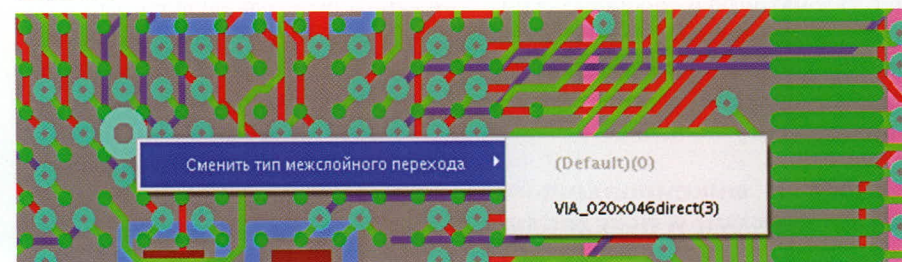 Сменить тип межслойного перехода
(Default)(0)
VIA_020x046direct(3)